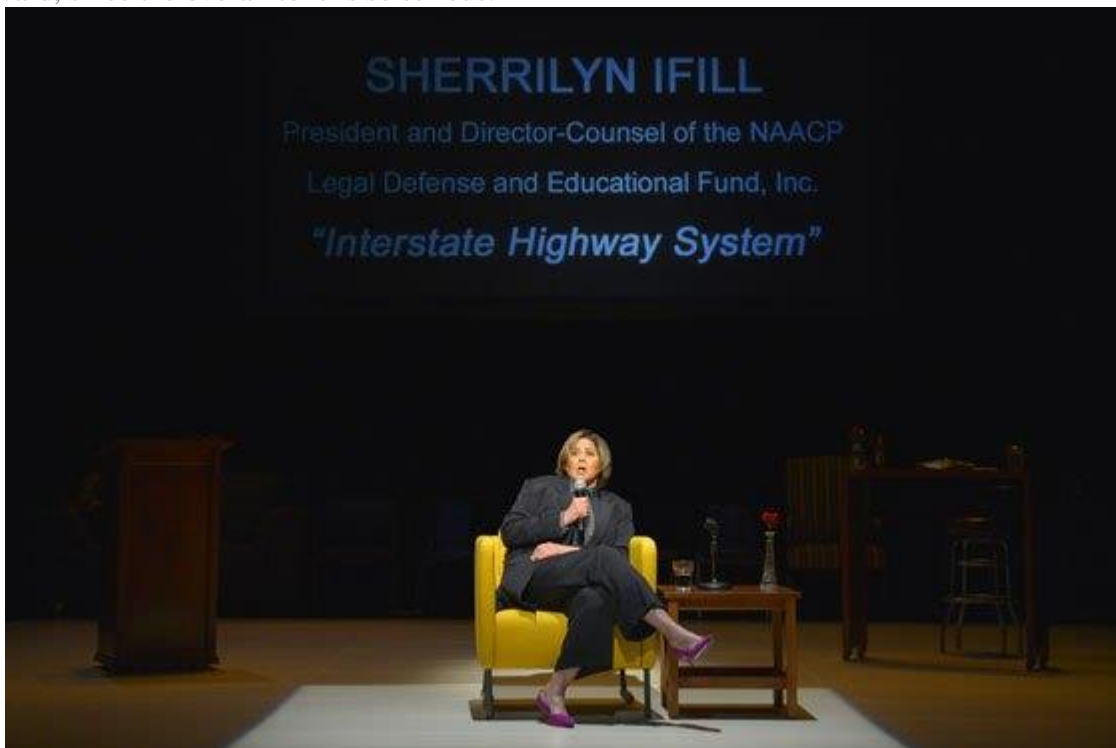 SHERRILYN IFILL
President and Director-Counsel of the NAACP
Legal Defense and Educational Fund, Inc.
"Interstate Highway System"